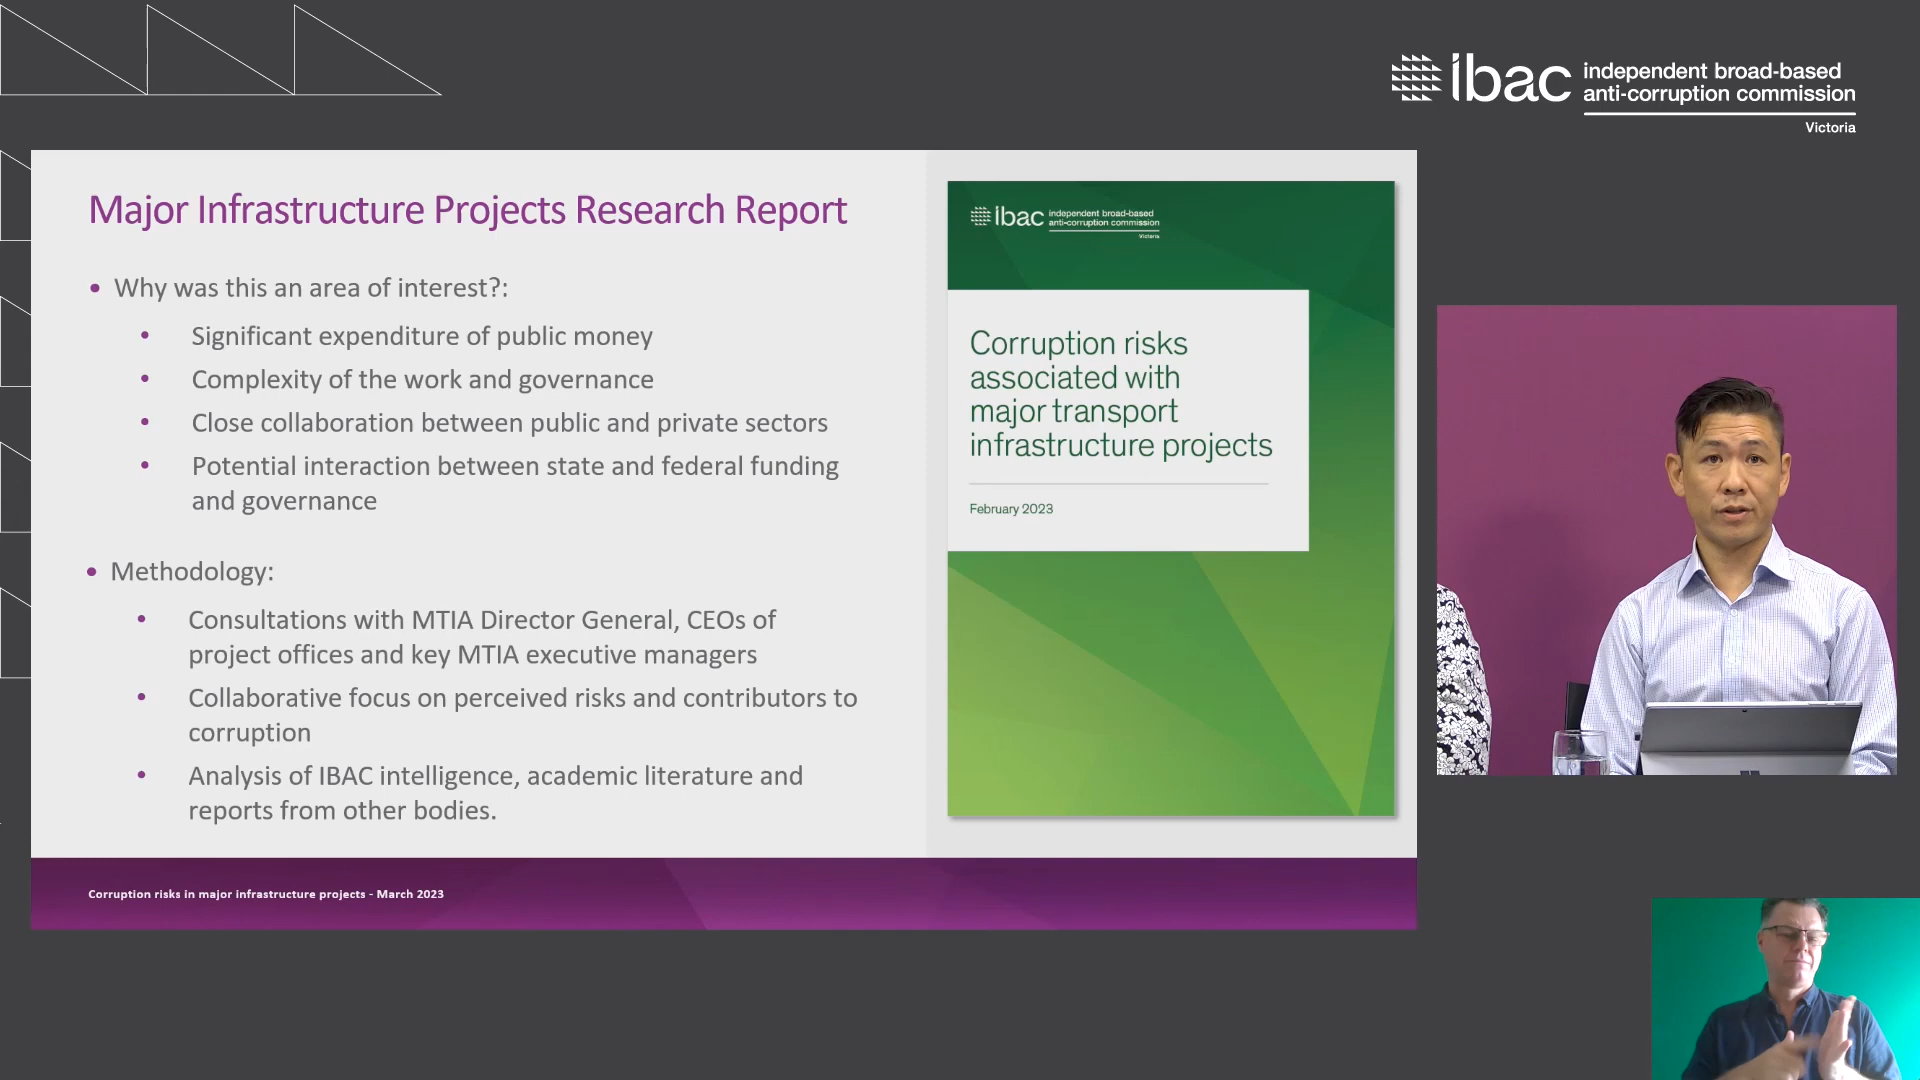 ibac
independent broad-based
anti-corruption commission
Victoria
Major Infrastructure Projects Research Report
• Why was this an area of interest?:
• Significant expenditure of public money
• Complexity of the work and governance
• Close collaboration between public and private sectors
• Potential interaction between state and federal funding
and governance
• Methodology:
• Consultations with MTIA Director General, CEOs of
project offices and key MTIA executive managers
• Collaborative focus on perceived risks and contributors to
corruption
• Analysis of IBAC intelligence, academic literature and
reports from other bodies.
ibac
independent broad-based
anti-corruption commission
Victoria
Corruption risks
associated with
major transport
infrastructure projects
February 2023
Corruption risks in major infrastructure projects - March 2023